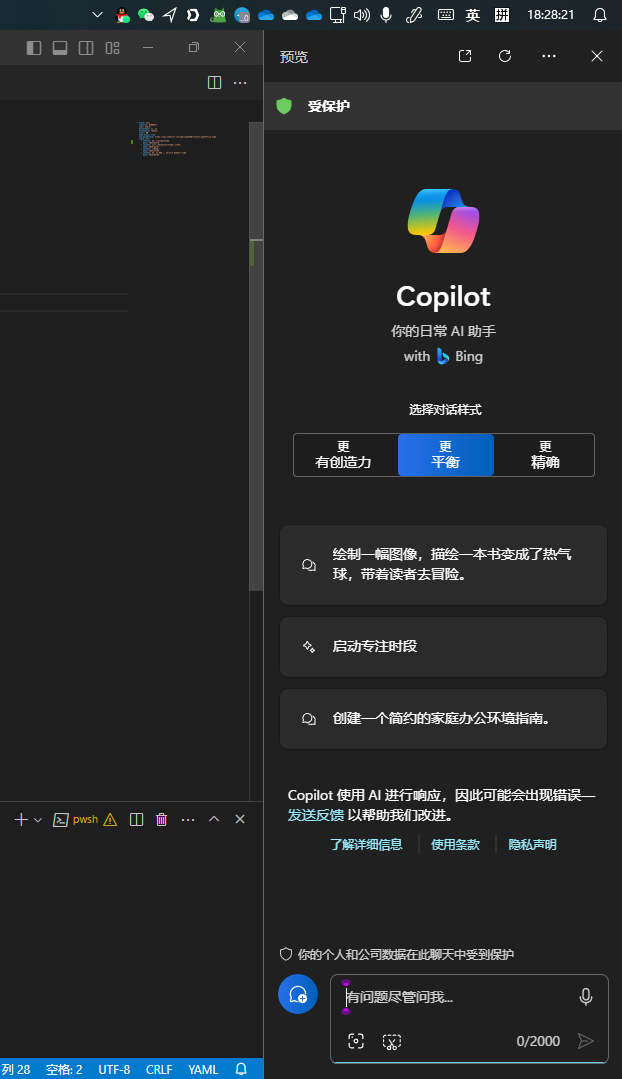 英 拼 18:28:21
预览
受保护
Copilot
你的日常 AI 助手
with Bing
选择对话样式
更
有创造力
更
平衡
更
精确
绘制一幅图像，描绘一本书变成了热气
球，带着读者去冒险。
启动专注时段
创建一个简约的家庭办公环境指南。
Copilot 使用 AI 进行响应，因此可能会出现错误—
发送反馈 以帮助我们改进。
了解详细信息 使用条款 隐私声明
pwsh
你的个人和公司数据在此聊天中受到保护
有问题尽管问我...
0/2000
列 28 空格: 2 UTF-8 CRLF YAML